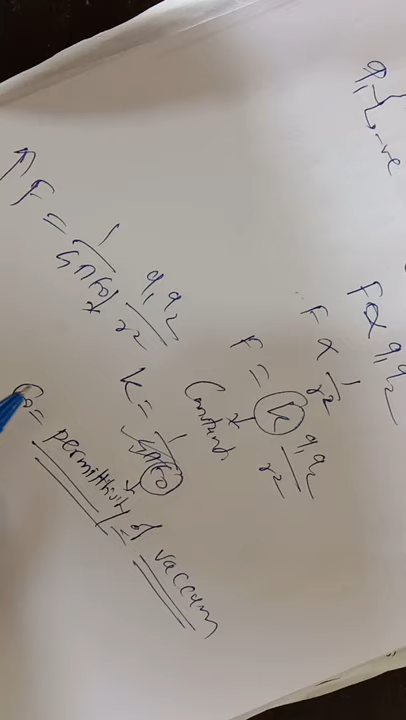 q₁ -ve
F ∝ q₁q₂
F ∝ 1/r²
F = k q₁q₂/r²
Constant
k = 1/4πε₀
↑ F = 1/4πε₀ q₁q₂/r²
ε₀ = permittivity of vaccum